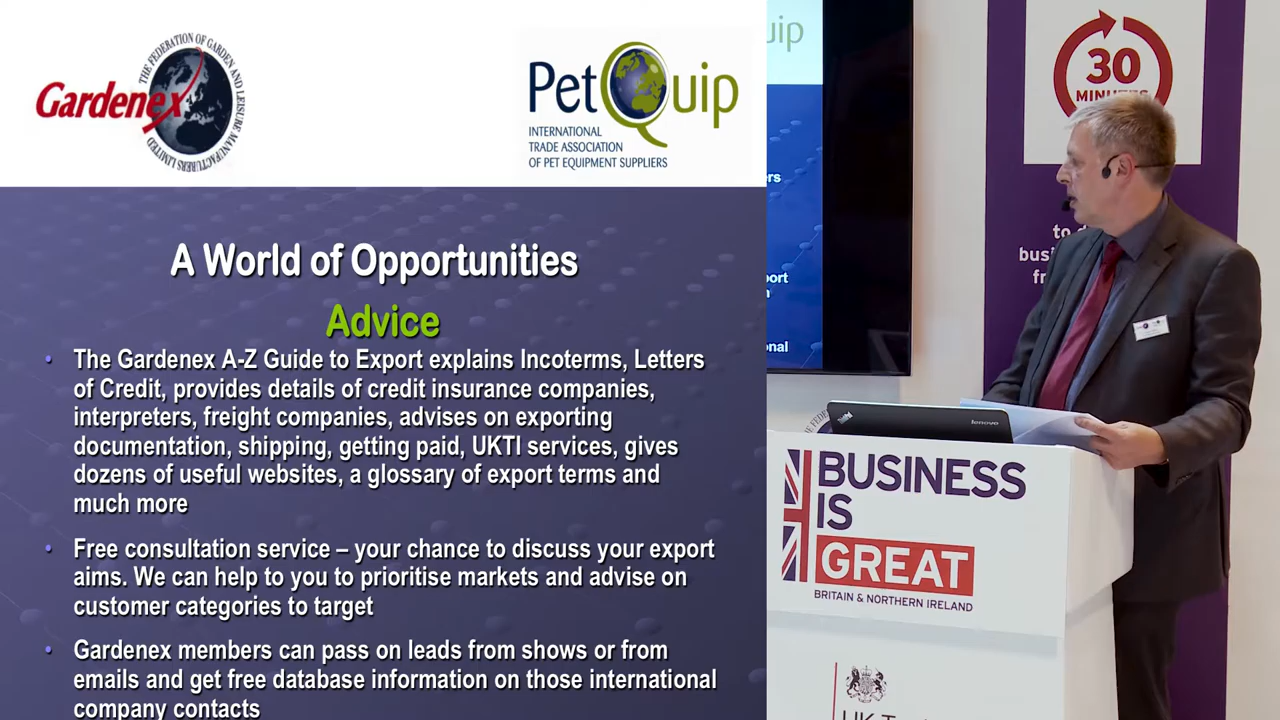 Gardenex
THE FEDERATION OF GARDEN AND LEISURE MANUFACTURERS LIMITED
PetQuip
INTERNATIONAL
TRADE ASSOCIATION
OF PET EQUIPMENT SUPPLIERS
A World of Opportunities
Advice
• The Gardenex A-Z Guide to Export explains Incoterms, Letters
of Credit, provides details of credit insurance companies,
interpreters, freight companies, advises on exporting
documentation, shipping, getting paid, UKTI services, gives
dozens of useful websites, a glossary of export terms and
much more
• Free consultation service – your chance to discuss your export
aims. We can help to you to prioritise markets and advise on
customer categories to target
• Gardenex members can pass on leads from shows or from
emails and get free database information on those international
company contacts
uip
30
MINUTES
lenovo
BUSINESS
IS
GREAT
BRITAIN & NORTHERN IRELAND